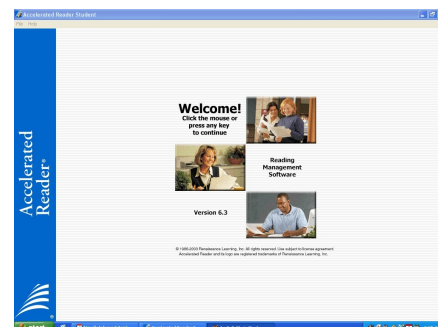 Accelerated Reader Student
File Help
Accelerated
Reader®
Welcome!
Click the mouse or
press any key
to continue
Reading
Management
Software
Version 6.3
© 1986-2003 Renaissance Learning, Inc. All rights reserved. Use subject to license agreement.
Accelerated Reader and its logo are registered trademarks of Renaissance Learning, Inc.
start